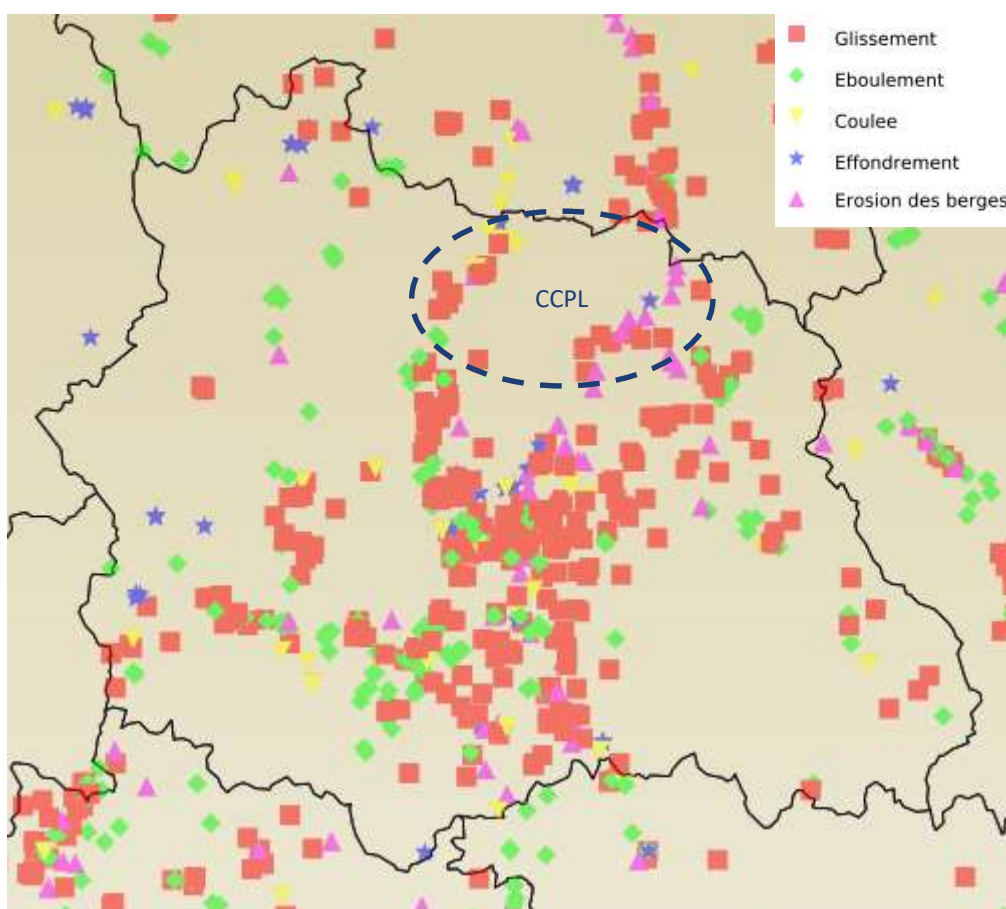 Glissement
Eboulement
Coulee
Effondrement
Erosion des berges
CCPL